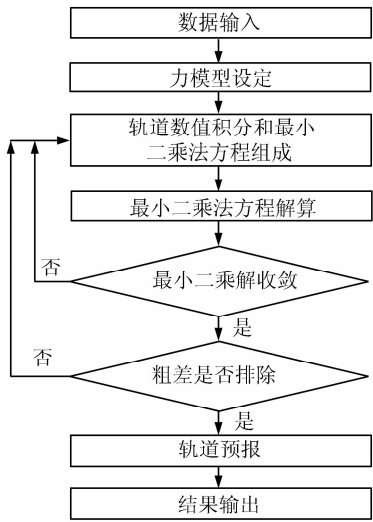 数据输入
力模型设定
轨道数值积分和最小
二乘法方程组成
最小二乘法方程解算
最小二乘解收敛
否
是
粗差是否排除
否
是
轨道预报
结果输出